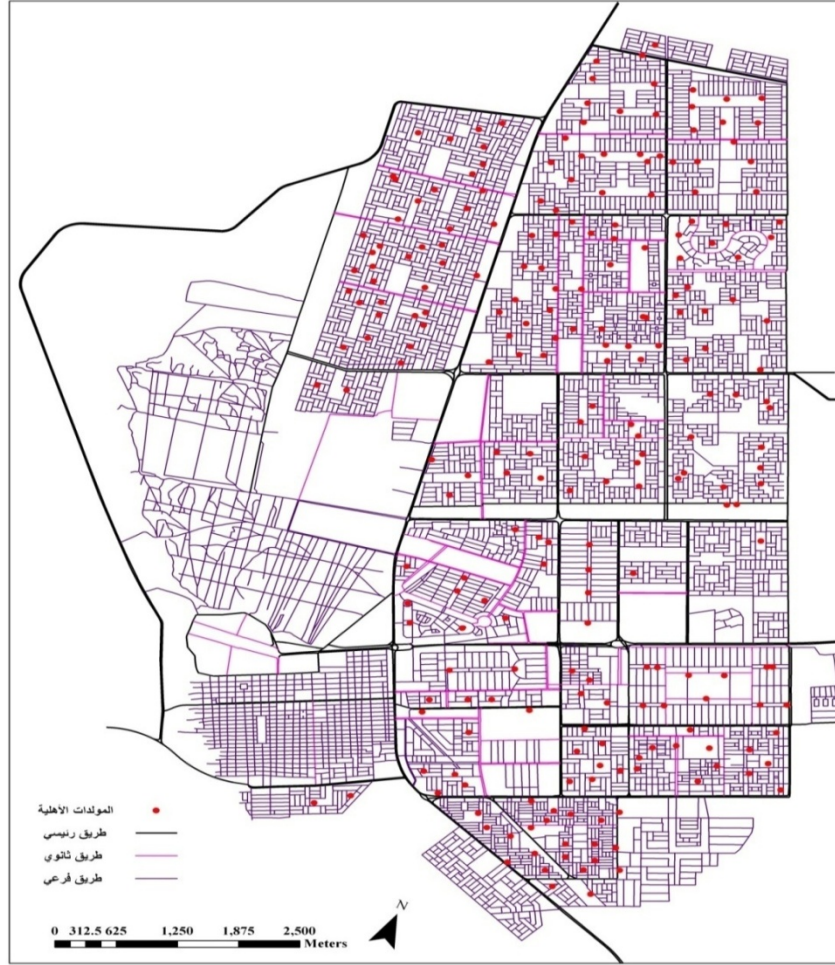 المولدات الأهلية
طريق رئيسي
طريق ثانوي
طريق فرعي
N
0 312.5 625 1,250 1,875 2,500
Meters